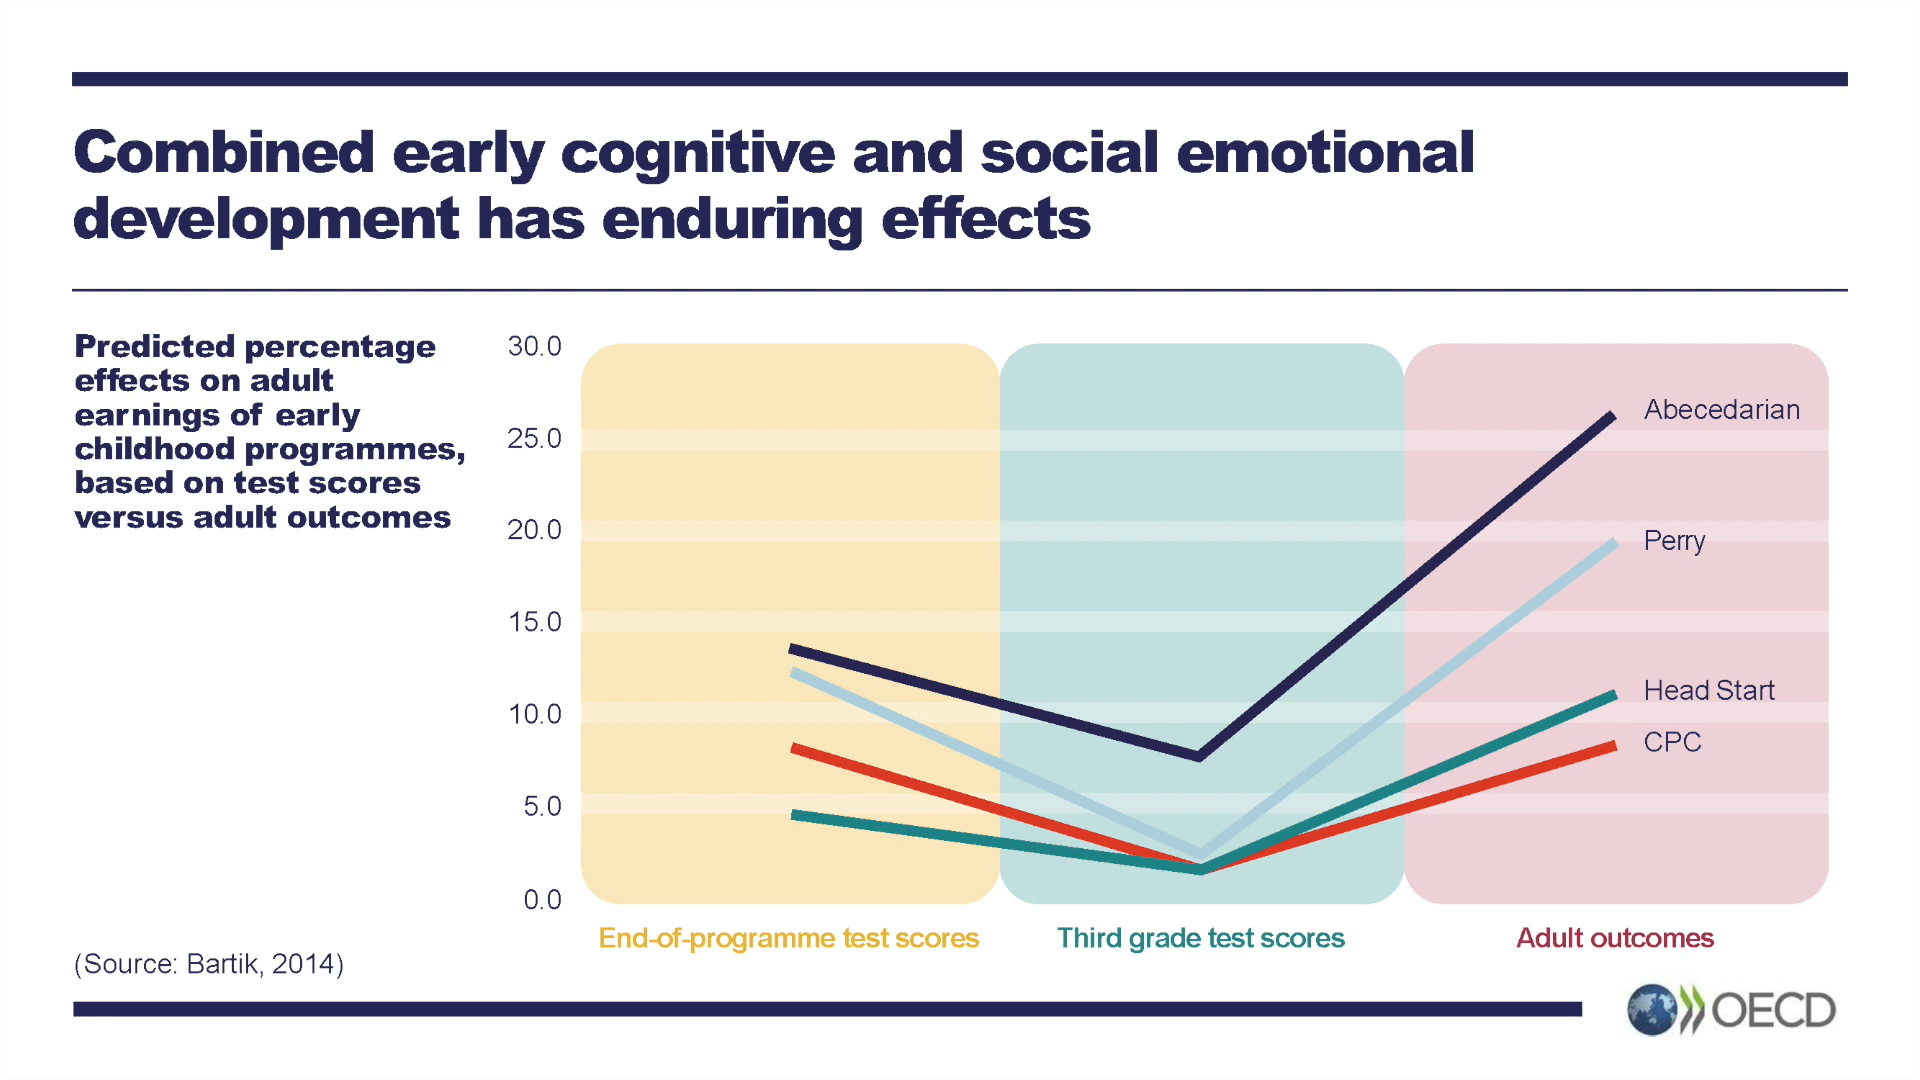 Combined early cognitive and social emotional
development has enduring effects
Predicted percentage
effects on adult
earnings of early
childhood programmes,
based on test scores
versus adult outcomes
30.0
25.0
20.0
15.0
10.0
5.0
0.0
Abecedarian
Perry
Head Start
CPC
End-of-programme test scores
Third grade test scores
Adult outcomes
(Source: Bartik, 2014)
OECD